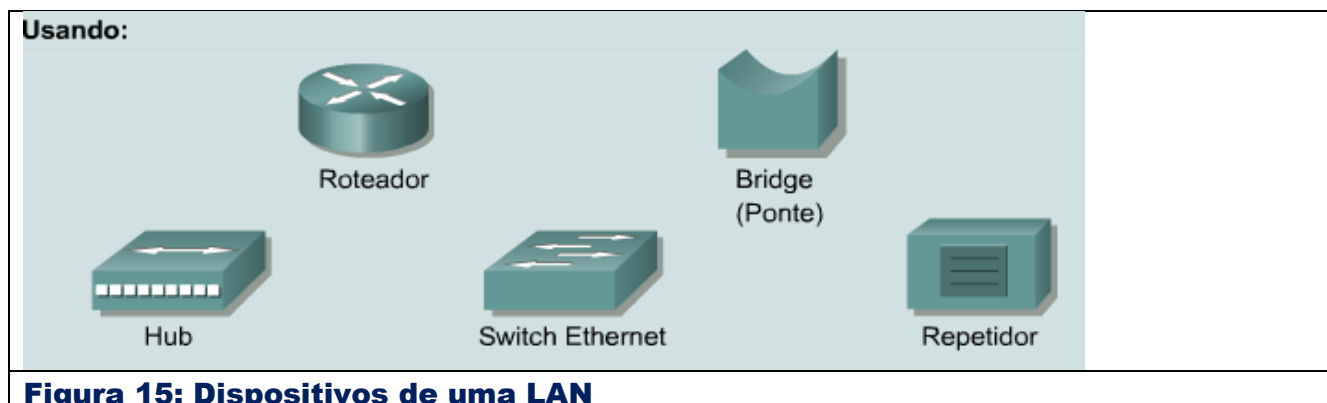 Usando:
Roteador
Bridge
(Ponte)
Hub
Switch Ethernet
Repetidor
Figura 15: Dispositivos de uma LAN